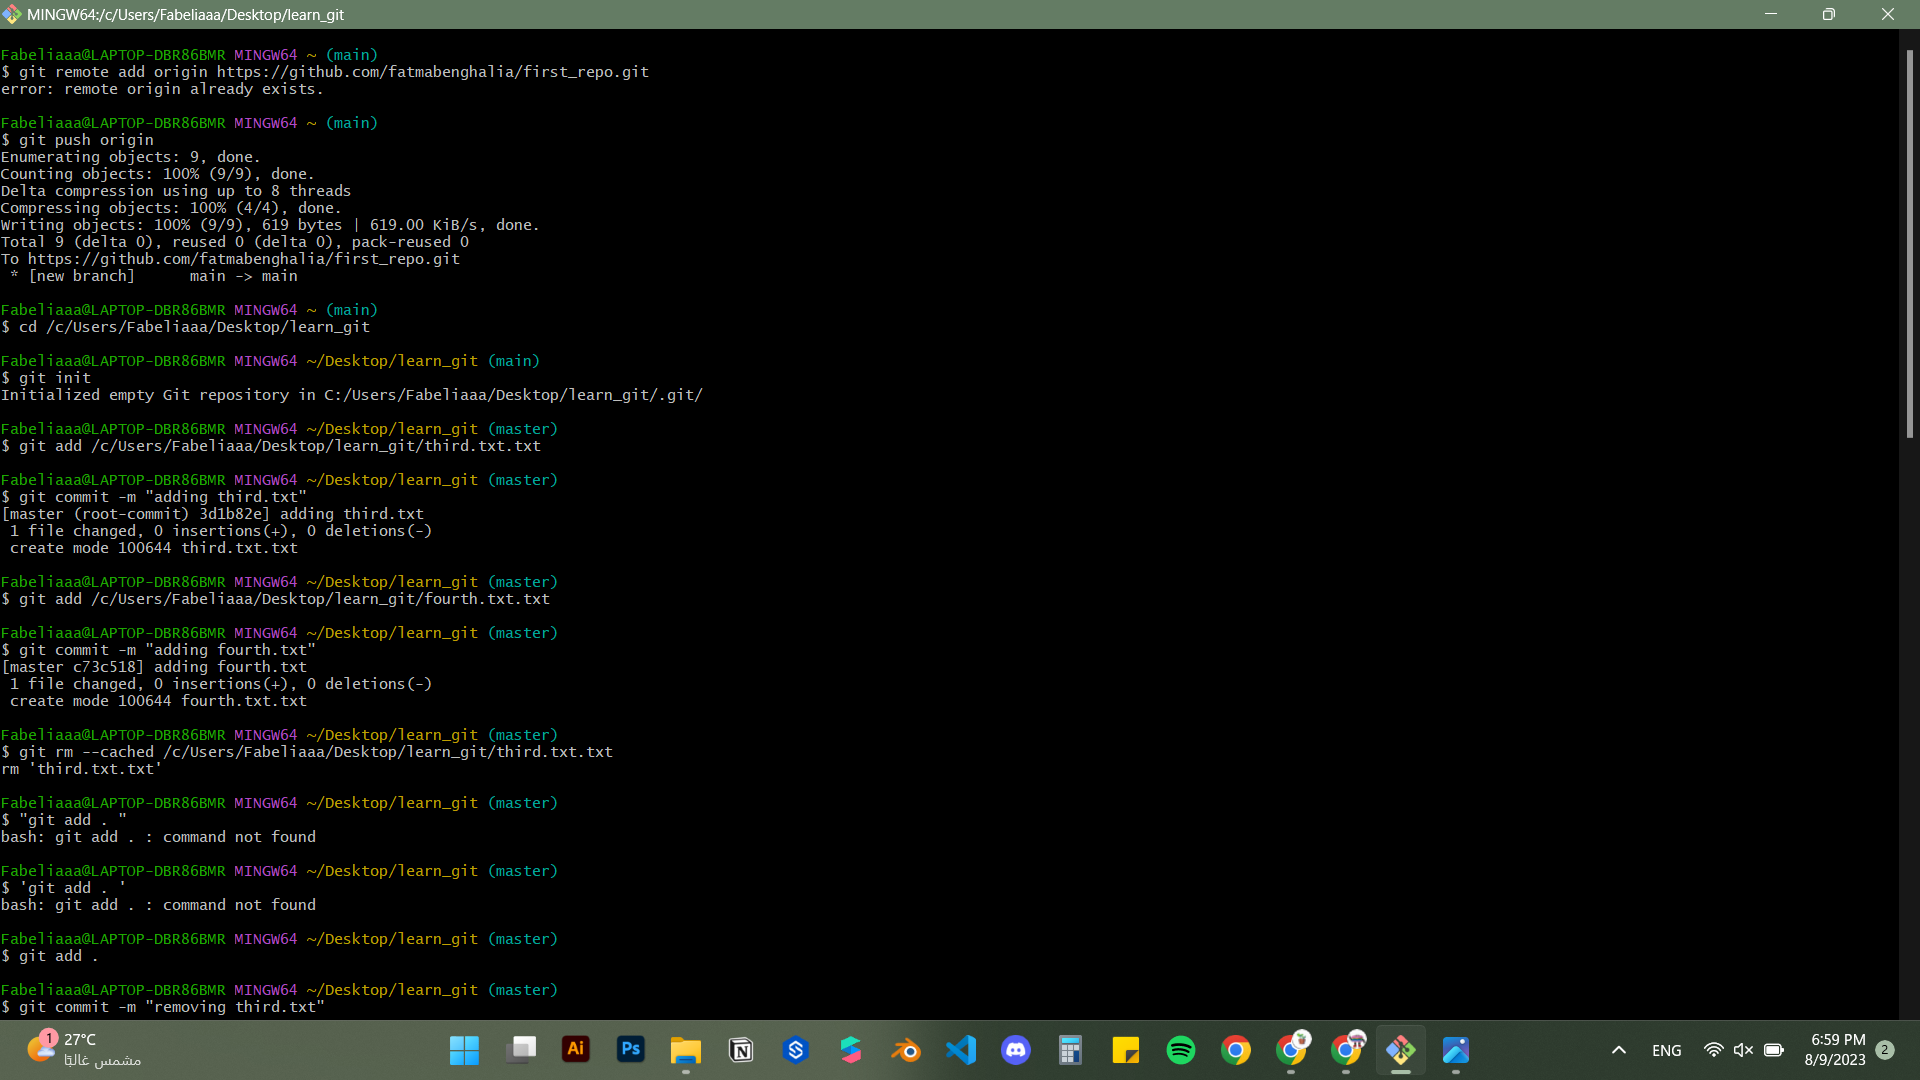 MINGW64:/c/Users/Fabeliaaa/Desktop/learn_git
Fabeliaaa@LAPTOP-DBR86BMR MINGW64 ~ (main)
$ git remote add origin https://github.com/fatmabenghalia/first_repo.git
error: remote origin already exists.
Fabeliaaa@LAPTOP-DBR86BMR MINGW64 ~ (main)
$ git push origin
Enumerating objects: 9, done.
Counting objects: 100% (9/9), done.
Delta compression using up to 8 threads
Compressing objects: 100% (4/4), done.
Writing objects: 100% (9/9), 619 bytes | 619.00 KiB/s, done.
Total 9 (delta 0), reused 0 (delta 0), pack-reused 0
To https://github.com/fatmabenghalia/first_repo.git
* [new branch]      main -> main
Fabeliaaa@LAPTOP-DBR86BMR MINGW64 ~ (main)
$ cd /c/Users/Fabeliaaa/Desktop/learn_git
Fabeliaaa@LAPTOP-DBR86BMR MINGW64 ~/Desktop/learn_git (main)
$ git init
Initialized empty Git repository in C:/Users/Fabeliaaa/Desktop/learn_git/.git/
Fabeliaaa@LAPTOP-DBR86BMR MINGW64 ~/Desktop/learn_git (master)
$ git add /c/Users/Fabeliaaa/Desktop/learn_git/third.txt.txt
Fabeliaaa@LAPTOP-DBR86BMR MINGW64 ~/Desktop/learn_git (master)
$ git commit -m "adding third.txt"
[master (root-commit) 3d1b82e] adding third.txt
1 file changed, 0 insertions(+), 0 deletions(-)
create mode 100644 third.txt.txt
Fabeliaaa@LAPTOP-DBR86BMR MINGW64 ~/Desktop/learn_git (master)
$ git add /c/Users/Fabeliaaa/Desktop/learn_git/fourth.txt.txt
Fabeliaaa@LAPTOP-DBR86BMR MINGW64 ~/Desktop/learn_git (master)
$ git commit -m "adding fourth.txt"
[master c73c518] adding fourth.txt
1 file changed, 0 insertions(+), 0 deletions(-)
create mode 100644 fourth.txt.txt
Fabeliaaa@LAPTOP-DBR86BMR MINGW64 ~/Desktop/learn_git (master)
$ git rm --cached /c/Users/Fabeliaaa/Desktop/learn_git/third.txt.txt
rm 'third.txt.txt'
Fabeliaaa@LAPTOP-DBR86BMR MINGW64 ~/Desktop/learn_git (master)
$ "git add . "
bash: git add . : command not found
Fabeliaaa@LAPTOP-DBR86BMR MINGW64 ~/Desktop/learn_git (master)
$ 'git add . '
bash: git add . : command not found
Fabeliaaa@LAPTOP-DBR86BMR MINGW64 ~/Desktop/learn_git (master)
$ git add .
Fabeliaaa@LAPTOP-DBR86BMR MINGW64 ~/Desktop/learn_git (master)
$ git commit -m "removing third.txt"
1
27°C
مشمس غالبًا
Ai
Ps
ENG
6:59 PM
8/9/2023
2